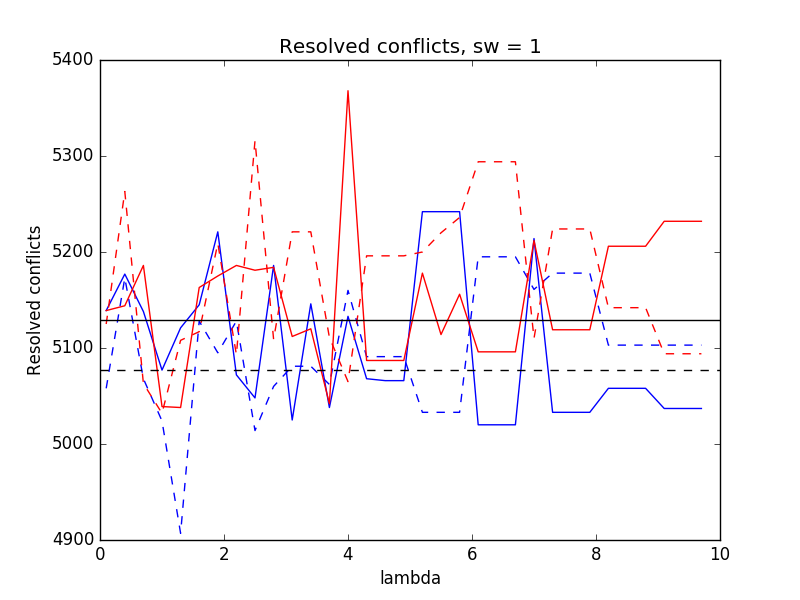 Resolved conflicts, sw = 1
5400
5300
5200
5100
5000
4900
Resolved conflicts
0 2 4 6 8 10
lambda